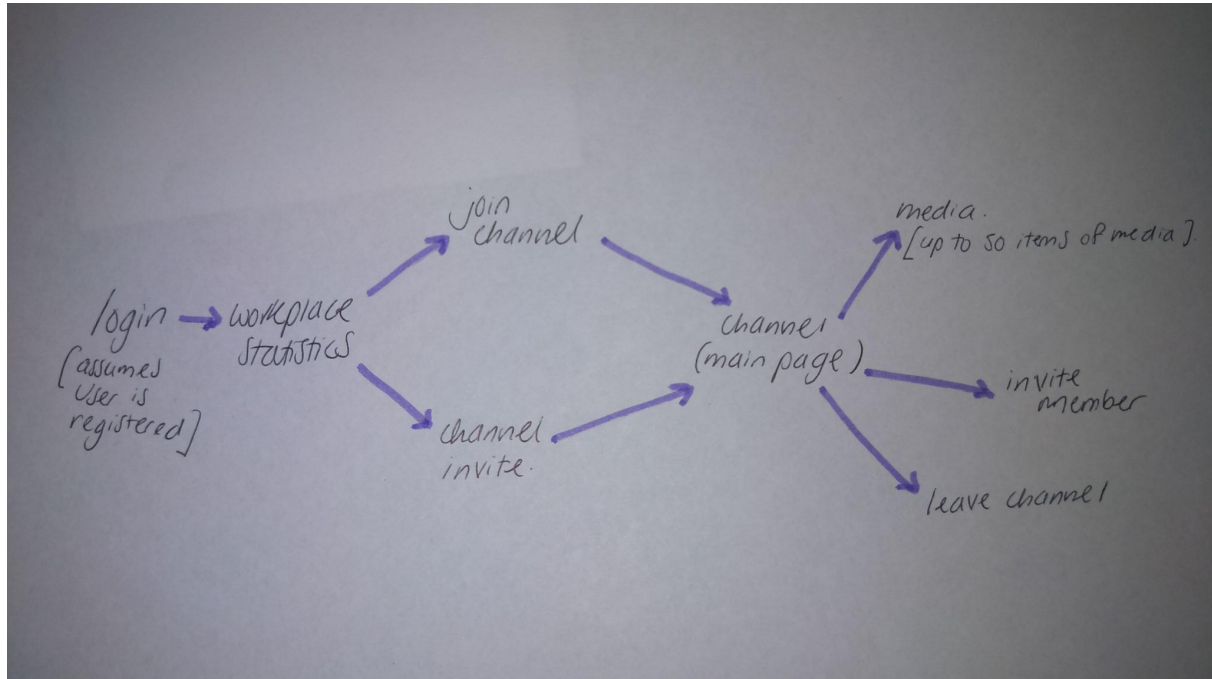 login
[assumes
user is
registered]
workplace
statistics
join
channel
channel
invite.
channel
(main page)
media.
[up to 50 items of media].
invite
member
leave channel